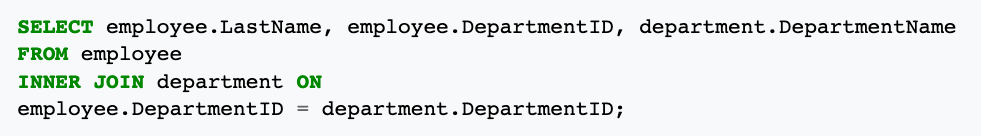 SELECT employee.LastName, employee.DepartmentID, department.DepartmentName
FROM employee
INNER JOIN department ON
employee.DepartmentID = department.DepartmentID;